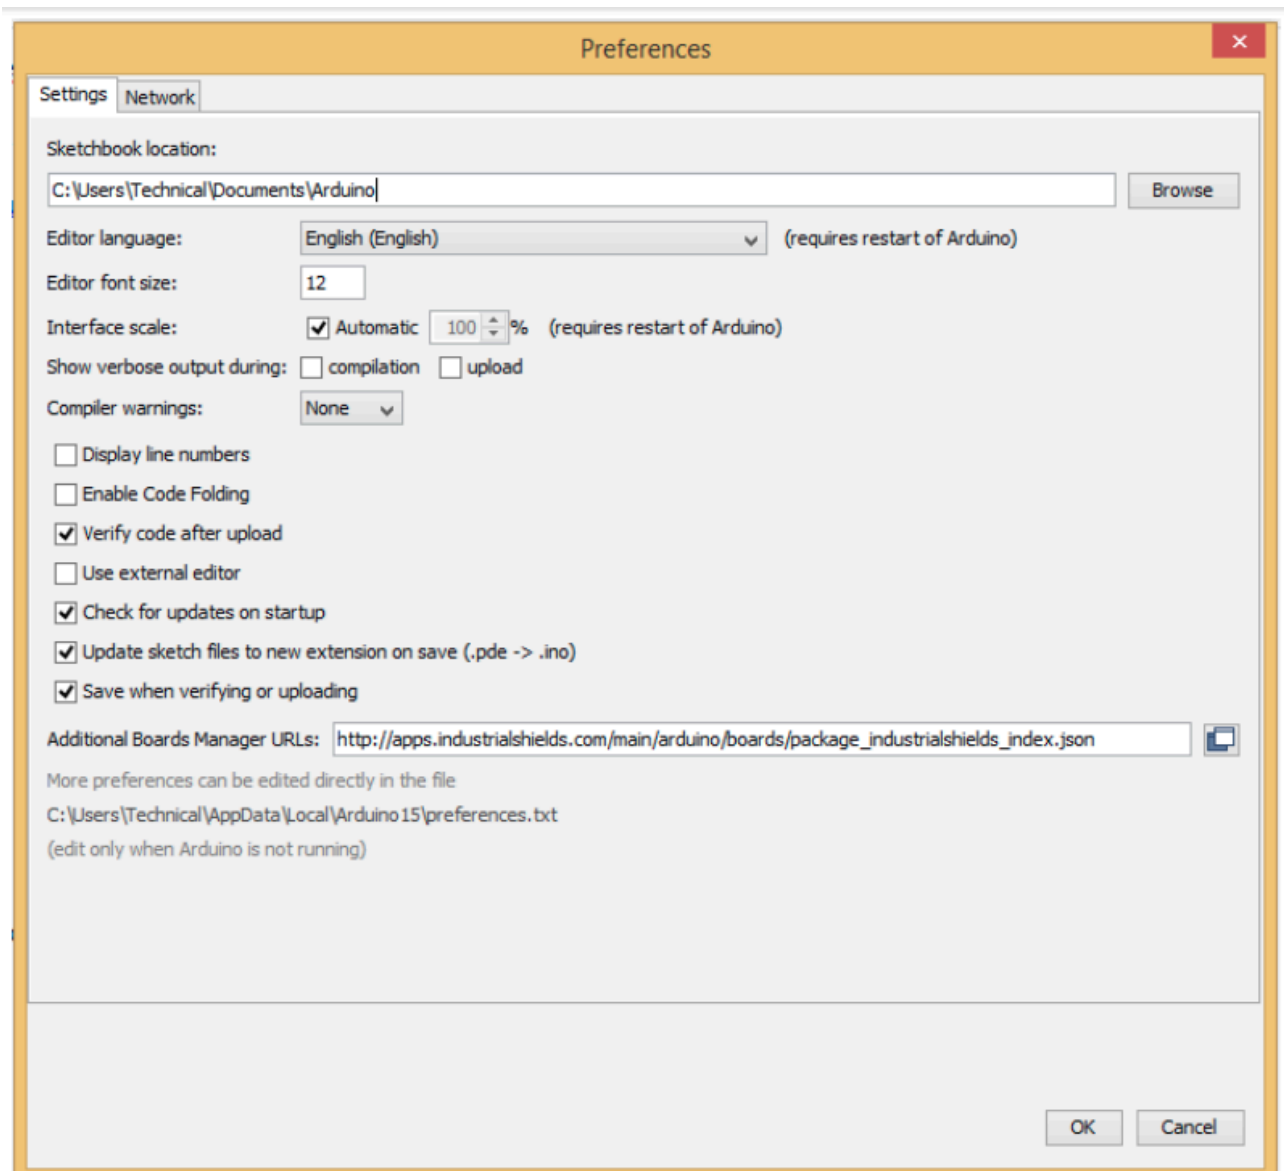 Preferences
Settings Network
Sketchbook location:
C:\Users\Technical\Documents\Arduino Browse
Editor language: English (English) (requires restart of Arduino)
Editor font size: 12
Interface scale: Automatic 100 % (requires restart of Arduino)
Show verbose output during: compilation upload
Compiler warnings: None
Display line numbers
Enable Code Folding
Verify code after upload
Use external editor
Check for updates on startup
Update sketch files to new extension on save (.pde -> .ino)
Save when verifying or uploading
Additional Boards Manager URLs: http://apps.industrialshields.com/main/arduino/boards/package_industrialshields_index.json
More preferences can be edited directly in the file
C:\Users\Technical\AppData\Local\Arduino15\preferences.txt
(edit only when Arduino is not running)
OK Cancel